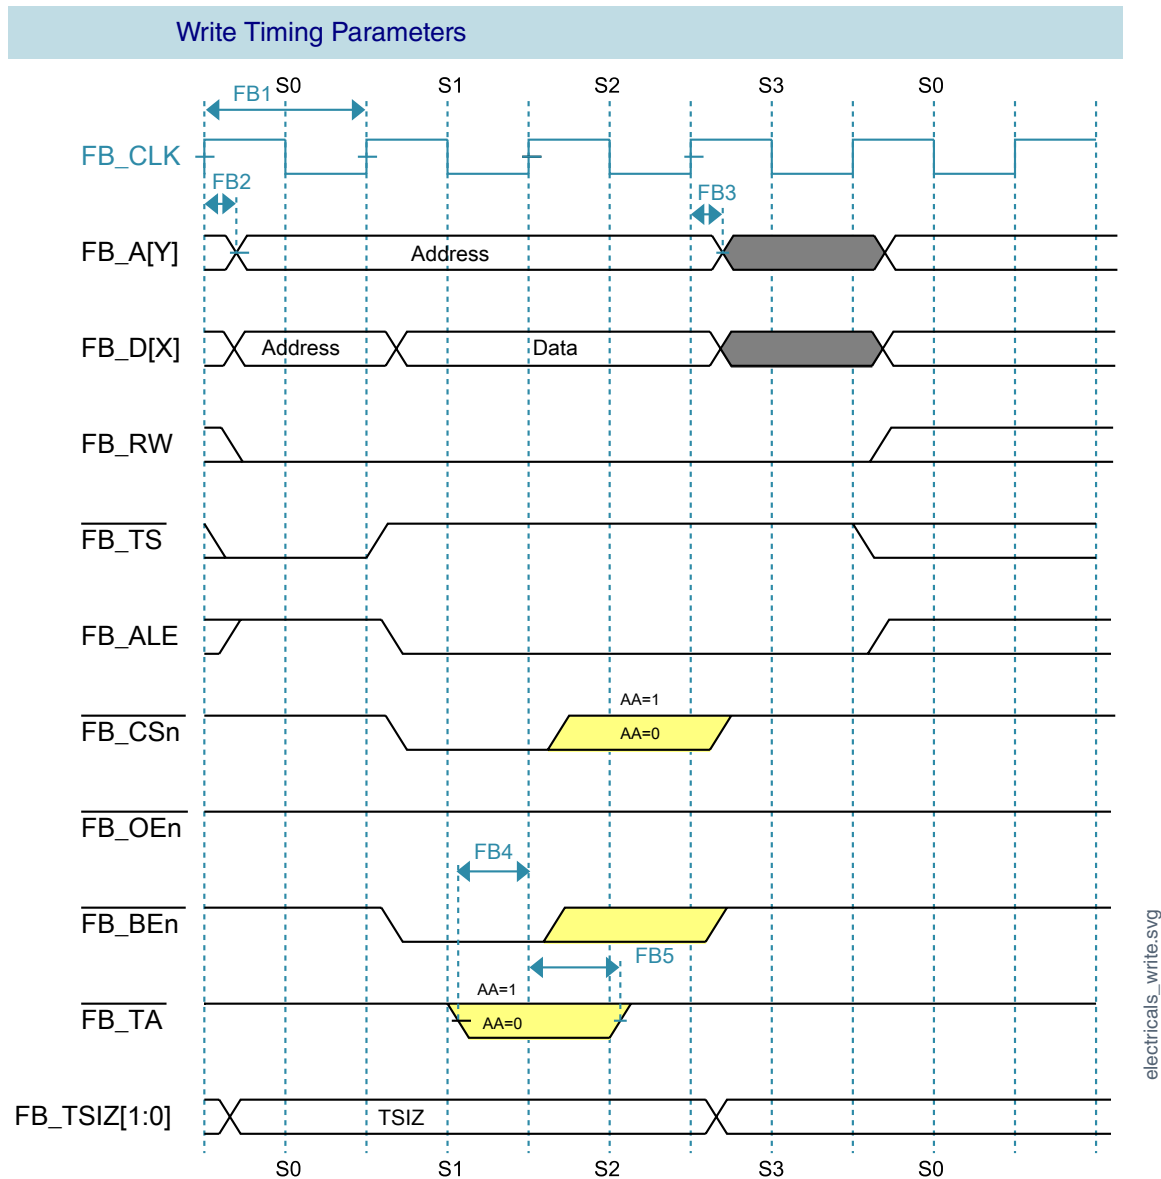 Write Timing Parameters
S0 S1 S2 S3 S0
FB1
FB_CLK
FB2
FB3
FB_A[Y]
Address
FB_D[X]
Address Data
FB_RW
FB_TS
FB_ALE
AA=1
FB_CSn
AA=0
FB_OEn
FB4
FB_BEn
FB5
AA=1
FB_TA
AA=0
FB_TSIZ[1:0]
TSIZ
S0 S1 S2 S3 S0
electricals_write.svg